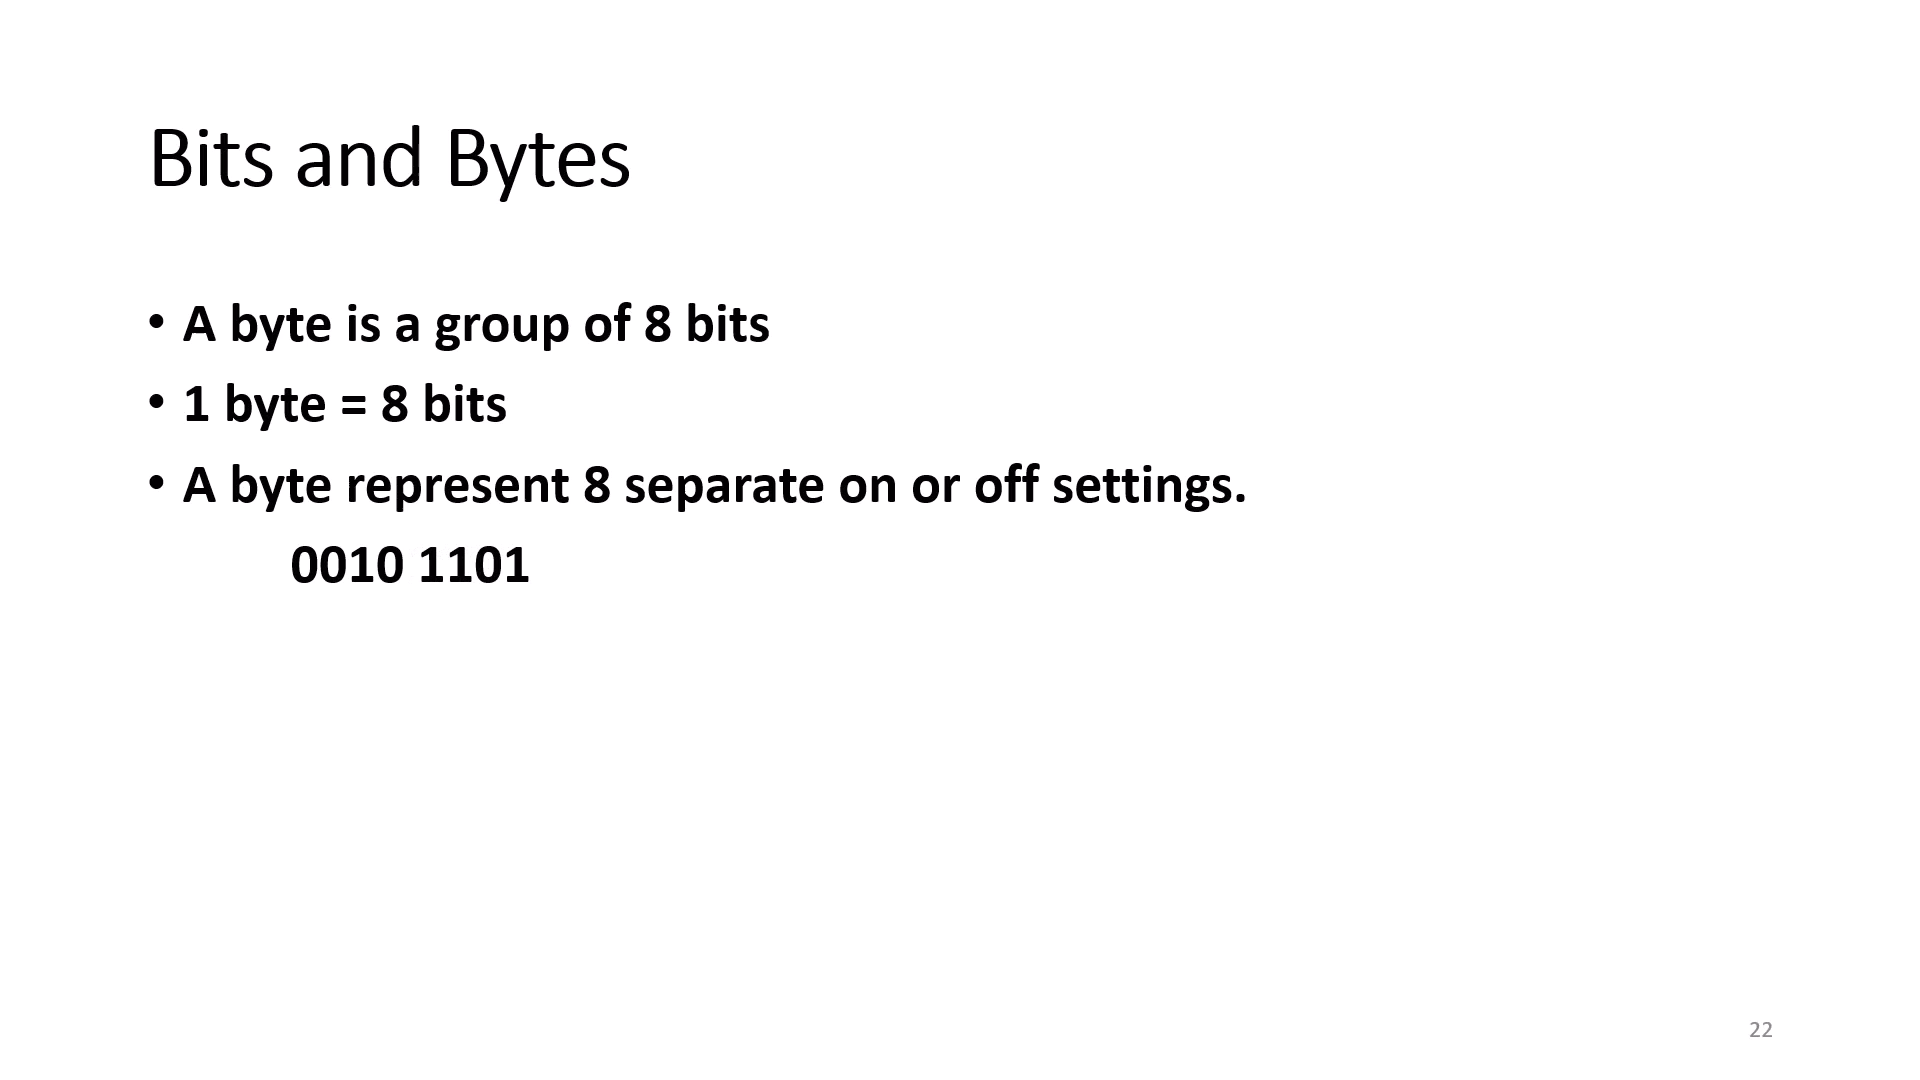 Bits and Bytes
• A byte is a group of 8 bits
• 1 byte = 8 bits
• A byte represent 8 separate on or off settings.
0010 1101
22